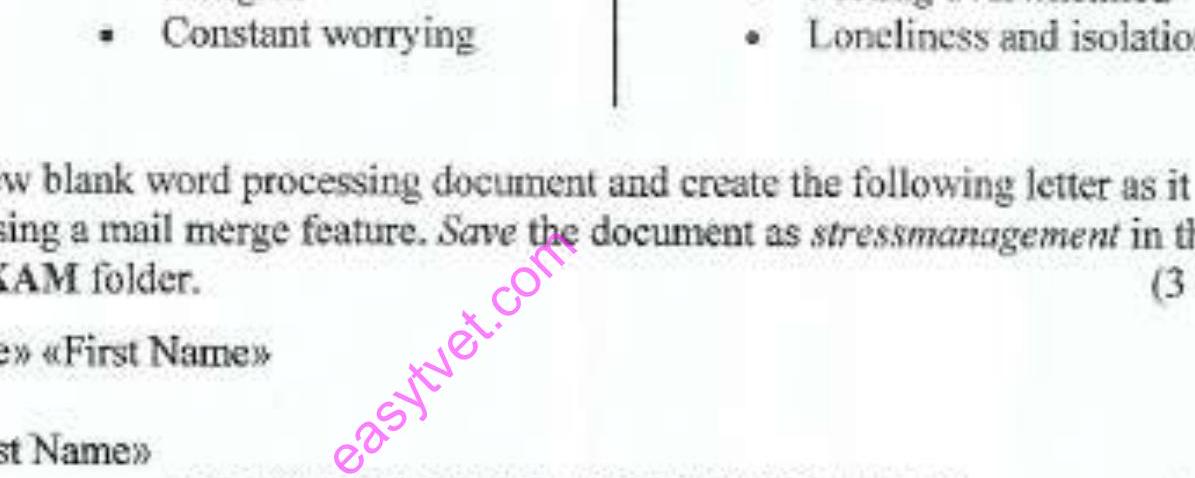 • Constant worrying
• Loneliness and isolatio
w blank word processing document and create the following letter as it
sing a mail merge feature. Save the document as stressmanagement in th
XAM folder. (3
e» «First Name»
st Name»
easytvet.com